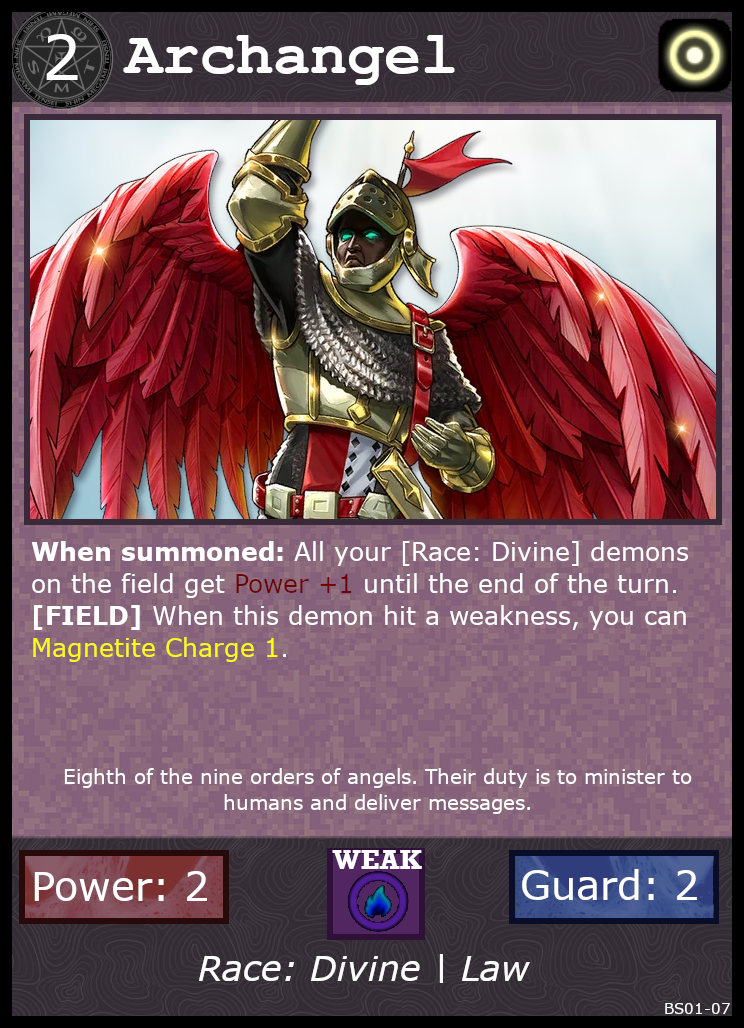 2 Archangel
When summoned: All your [Race: Divine] demons
on the field get Power +1 until the end of the turn.
[FIELD] When this demon hit a weakness, you can
Magnetite Charge 1.
Eighth of the nine orders of angels. Their duty is to minister to
humans and deliver messages.
Power: 2
WEAK
Guard: 2
Race: Divine | Law
BS01-07